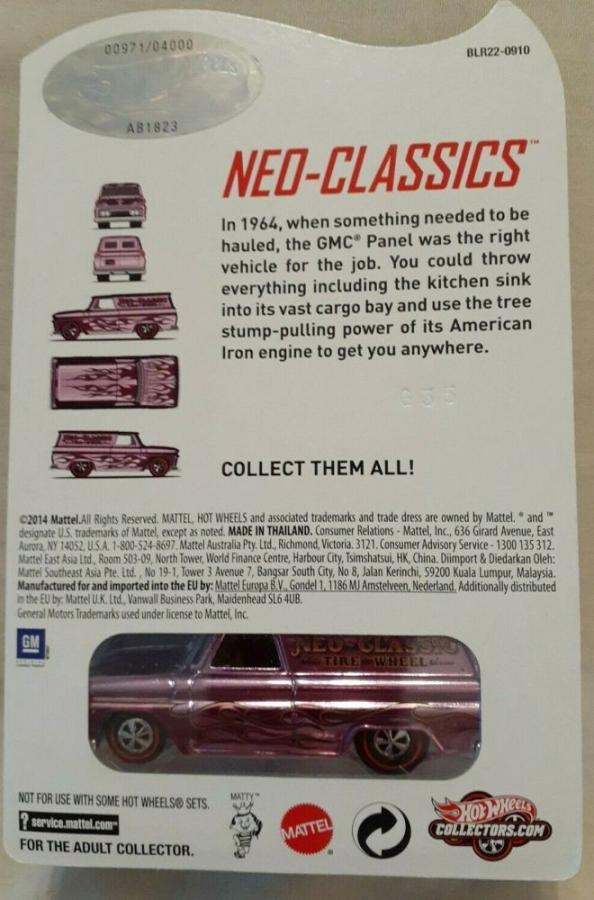 00971/04000
AB1823
BLR22-0910
NEO-CLASSICS™
In 1964, when something needed to be
hauled, the GMC® Panel was the right
vehicle for the job. You could throw
everything including the kitchen sink
into its vast cargo bay and use the tree
stump-pulling power of its American
Iron engine to get you anywhere.
035
COLLECT THEM ALL!
©2014 Mattel.All Rights Reserved. MATTEL, HOT WHEELS and associated trademarks and trade dress are owned by Mattel. ® and ™
designate U.S. trademarks of Mattel, except as noted. MADE IN THAILAND. Consumer Relations - Mattel, Inc., 636 Girard Avenue, East
Aurora, NY 14052, U.S.A. 1-800-524-8697. Mattel Australia Pty. Ltd., Richmond, Victoria. 3121. Consumer Advisory Service - 1300 135 312.
Mattel East Asia Ltd., Room 503-09, North Tower, World Finance Centre, Harbour City, Tsimshatsui, HK, China. Diimport & Diedarkan Oleh:
Mattel Southeast Asia Pte. Ltd. , No 19-1, Tower 3 Avenue 7, Bangsar South City, No 8, Jalan Kerinchi, 59200 Kuala Lumpur, Malaysia.
Manufactured for and imported into the EU by: Mattel Europa B.V., Gondel 1, 1186 MJ Amstelveen, Nederland. Additionally distributed
in the EU by: Mattel U.K. Ltd., Vanwall Business Park, Maidenhead SL6 4UB.
General Motors Trademarks used under license to Mattel, Inc.
GM
NEO-CLASSIC
TIRE WHEEL
NOT FOR USE WITH SOME HOT WHEELS® SETS.
? service.mattel.com™
FOR THE ADULT COLLECTOR.
MATTY™
MATTEL®
Hot Wheels
COLLECTORS.COM